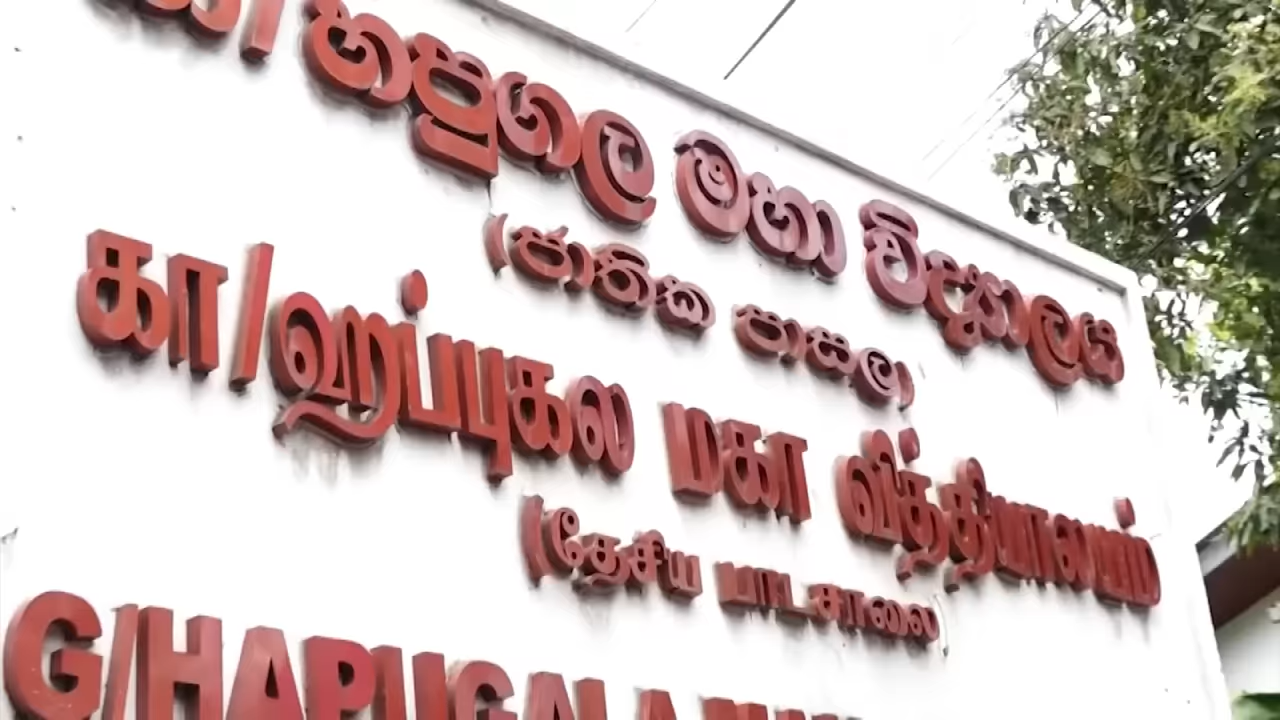 හපුගල මහා විද්‍යාලය
(ජාතික පාසල)
கா/ஹப்புகல மகா வித்தியாலயம்
(தேசிய பாடசாலை)
G/HAPUGALA